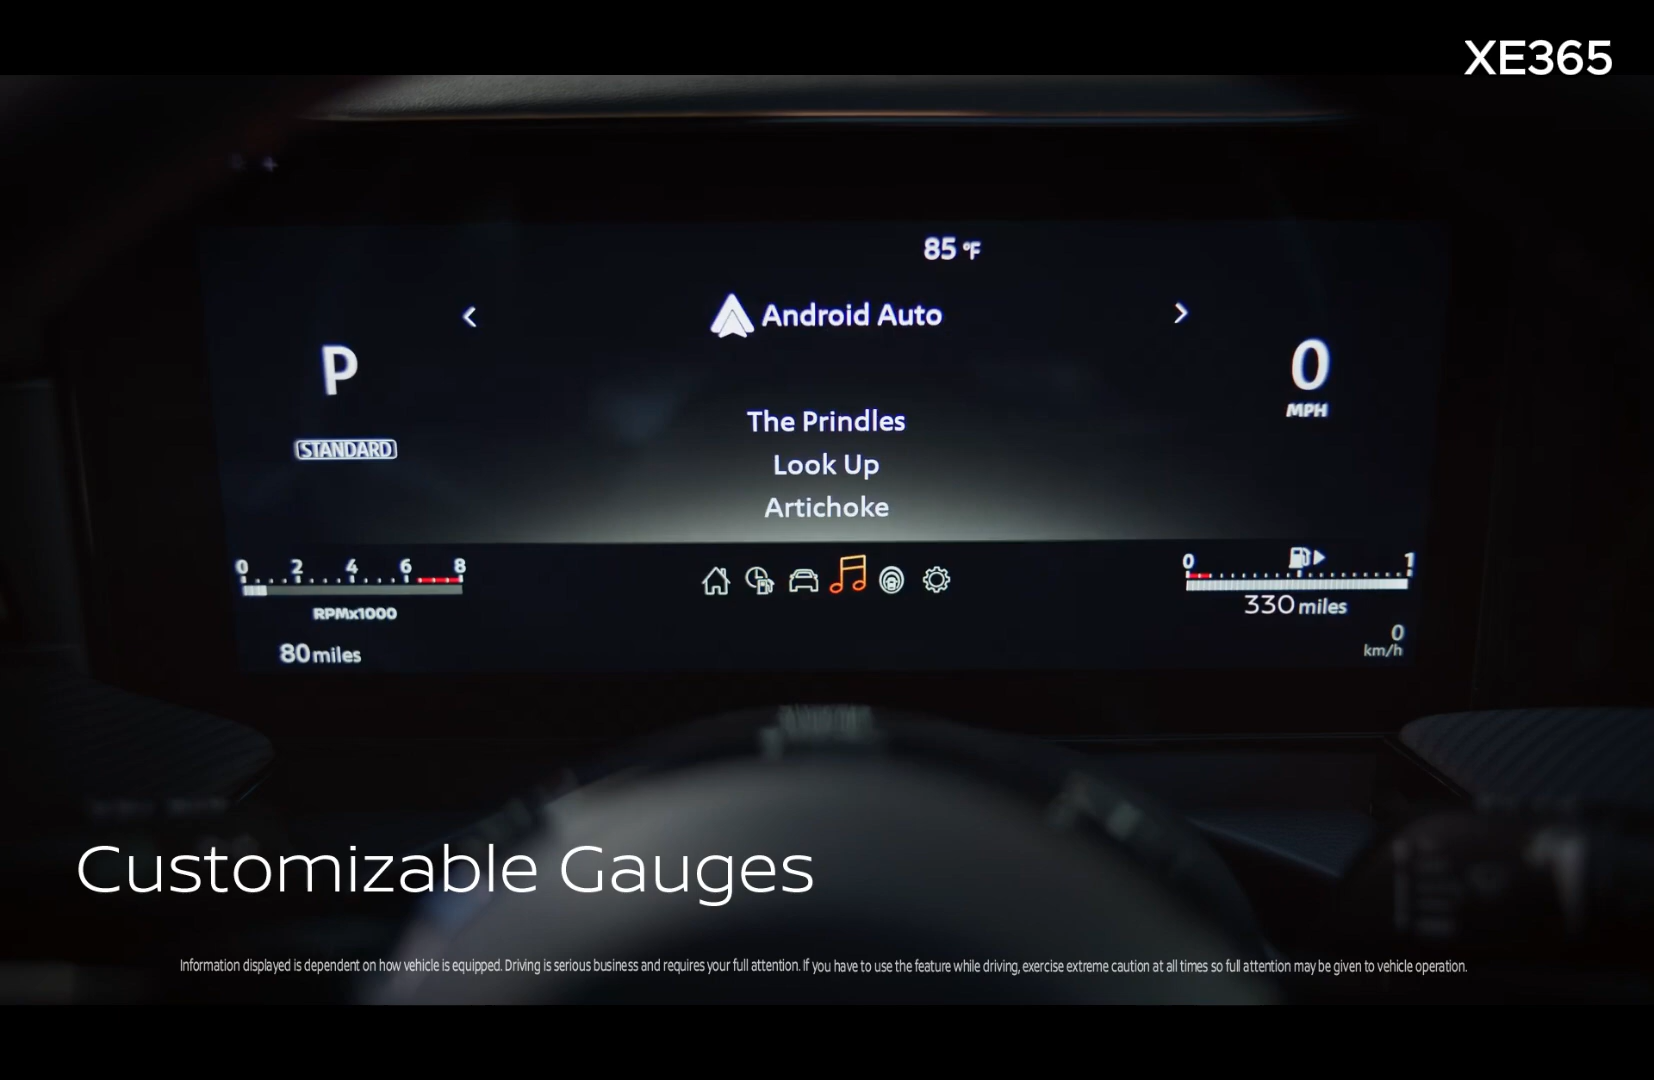 XE365
85 °F
Android Auto
P
0
MPH
The Prindles
STANDARD
Look Up
Artichoke
0 2 4 6 8
RPMx1000
80 miles
0 1
330 miles
0
km/h
Customizable Gauges
Information displayed is dependent on how vehicle is equipped. Driving is serious business and requires your full attention. If you have to use the feature while driving, exercise extreme caution at all times so full attention may be given to vehicle operation.